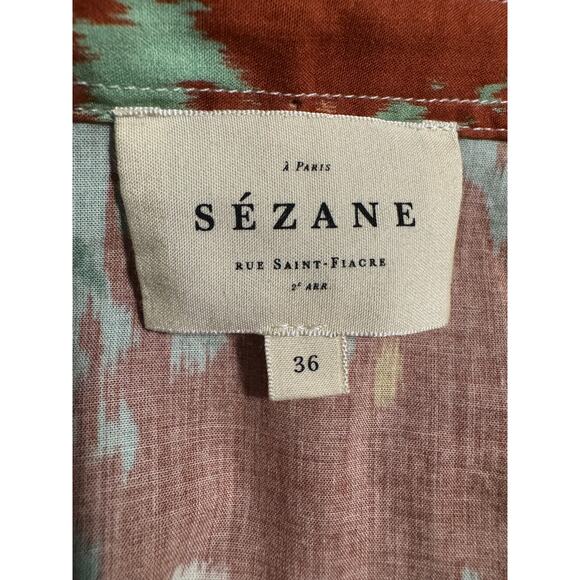 À PARIS
SÉZANE
RUE SAINT-FIACRE
2ᵉ ARR
36